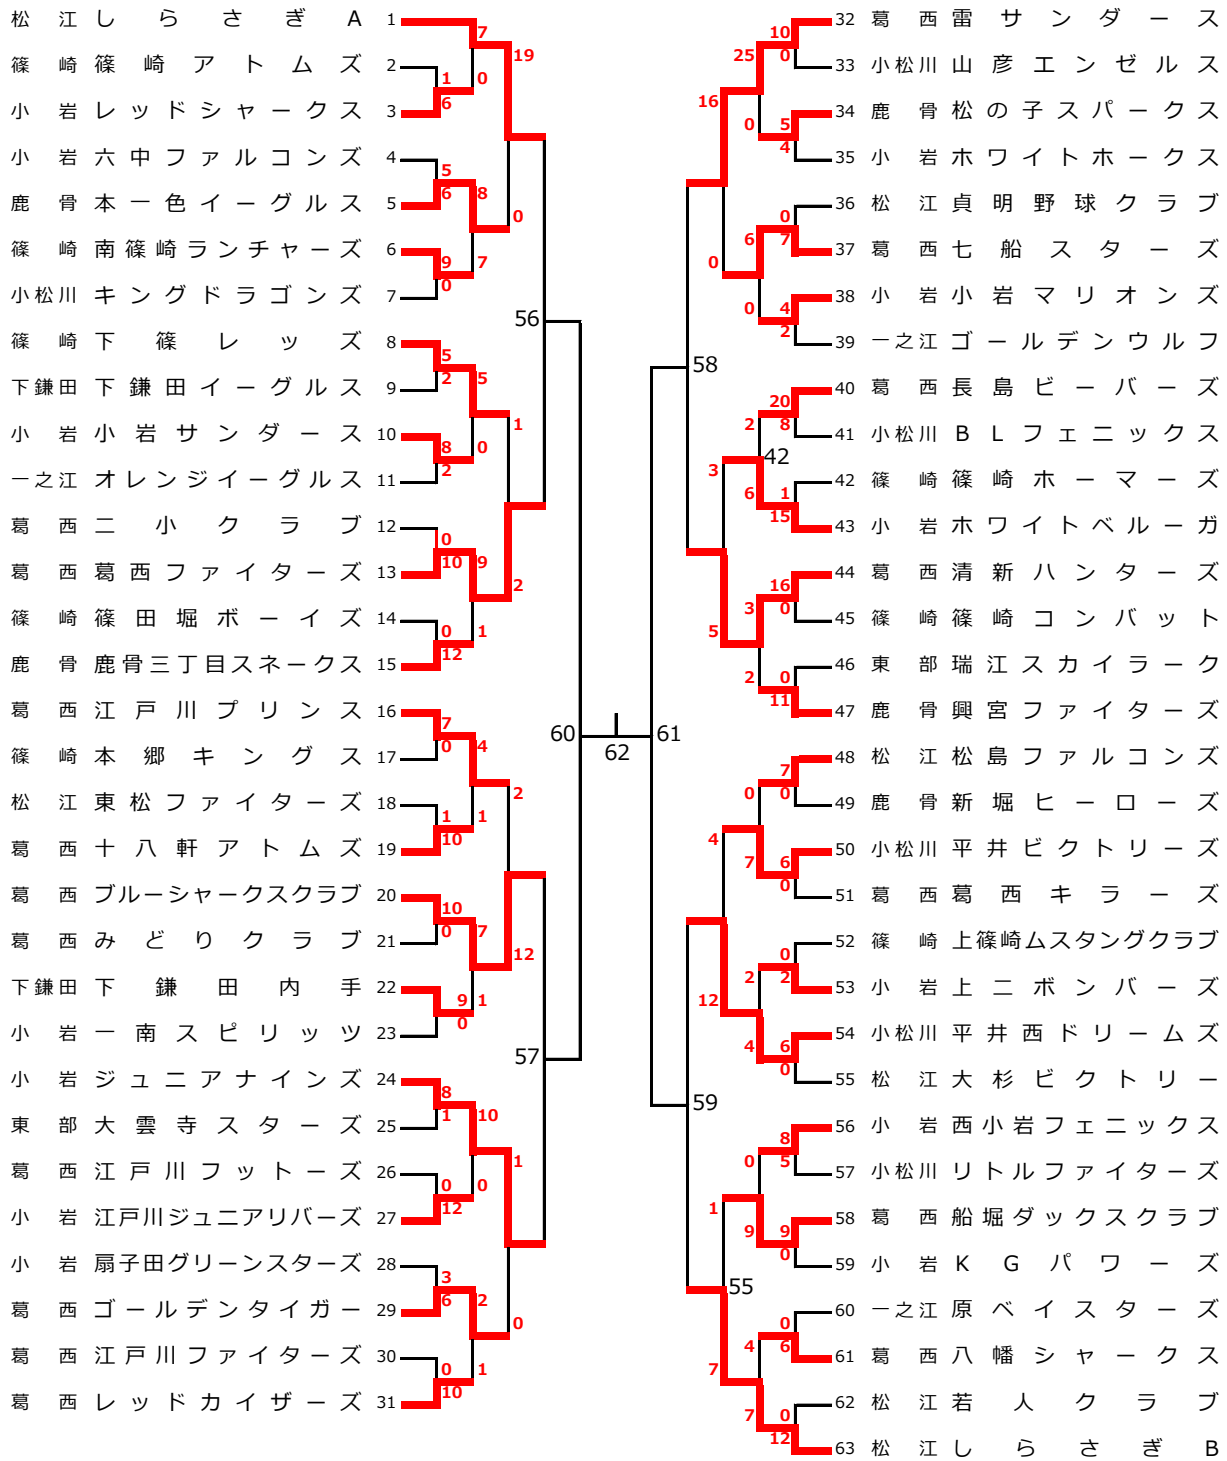 松江 しらさぎA 1
篠崎 篠崎アトムズ 2
小岩 レッドシャークス 3
小岩 六中ファルコンズ 4
鹿骨 本一色イーグルス 5
篠崎 南篠崎ランチャーズ 6
小松川 キングドラゴンズ 7
篠崎 下篠レッズ 8
下鎌田 下鎌田イーグルス 9
小岩 小岩サンダース 10
一之江 オレンジイーグルス 11
葛西 二小クラブ 12
葛西 葛西ファイターズ 13
篠崎 篠田堀ボーイズ 14
鹿骨 鹿骨三丁目スネークス 15
葛西 江戸川プリンス 16
篠崎 本郷キングス 17
松江 東松ファイターズ 18
葛西 十八軒アトムズ 19
葛西 ブルーシャークスクラブ 20
葛西 みどりクラブ 21
下鎌田 下鎌田内手 22
小岩 一南スピリッツ 23
小岩 ジュニアナインズ 24
東部 大雲寺スターズ 25
葛西 江戸川フットーズ 26
小岩 江戸川ジュニアリバーズ 27
小岩 扇子田グリーンスターズ 28
葛西 ゴールデンタイガー 29
葛西 江戸川ファイターズ 30
葛西 レッドカイザーズ 31
7
19
1 0
6
5
6 8
0
9 7
0
5
2 5
1
8 0
2
0
10 9
2
0 1
12
7
0 4
2
1 1
10
10
0 7
12
9 1
0
8
1 10
1
0 0
12
3
6 2
0
0 1
10
56
57
60
62
61
58
59
32 葛西 雷サンダース
33 小松川 山彦エンゼルス
34 鹿骨 松の子スパークス
35 小岩 ホワイトホークス
36 松江 貞明野球クラブ
37 葛西 七船スターズ
38 小岩 小岩マリオンズ
39 一之江 ゴールデンウルフ
40 葛西 長島ビーバーズ
41 小松川 BLフェニックス
42 篠崎 篠崎ホーマーズ
43 小岩 ホワイトベルーガ
44 葛西 清新ハンターズ
45 篠崎 篠崎コンバット
46 東部 瑞江スカイラーク
47 鹿骨 興宮ファイターズ
48 松江 松島ファルコンズ
49 鹿骨 新堀ヒーローズ
50 小松川 平井ビクトリーズ
51 葛西 葛西キラーズ
52 篠崎 上篠崎ムスタングクラブ
53 小岩 上二ボンバーズ
54 小松川 平井西ドリームズ
55 松江 大杉ビクトリー
56 小岩 西小岩フェニックス
57 小松川 リトルファイターズ
58 葛西 船堀ダックスクラブ
59 小岩 KGパワーズ
60 一之江 原ベイスターズ
61 葛西 八幡シャークス
62 松江 若人クラブ
63 松江 しらさぎB
10
25 0
16
0 5
4
0
6 7
0
0 4
2
20
2 8
42
3
6 1
15
16
3 0
5
2 0
11
7
0 0
4
7 6
0
0
2 2
12
4 6
0
8
0 5
1
9 9
0
55
0
4 6
7
7 0
12